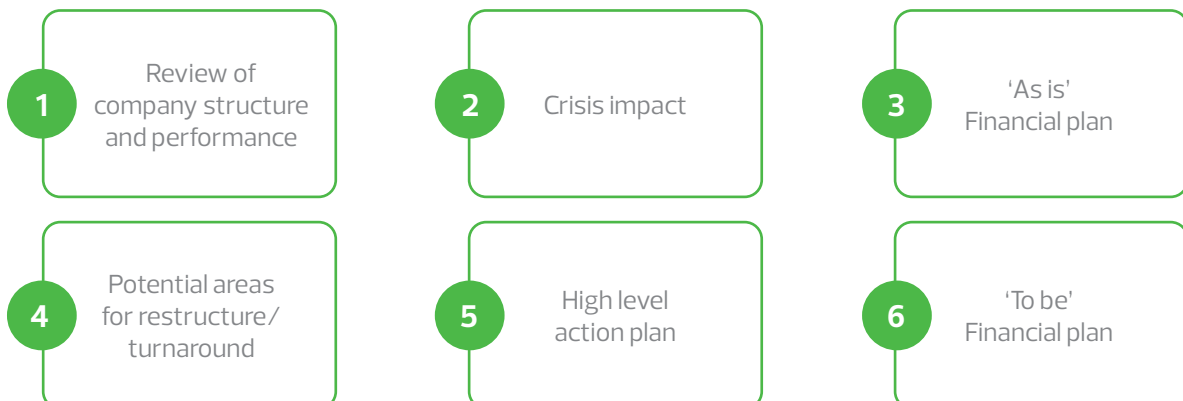 1
Review of
company structure
and performance
2
Crisis impact
3
‘As is’
Financial plan
4
Potential areas
for restructure/
turnaround
5
High level
action plan
6
‘To be’
Financial plan